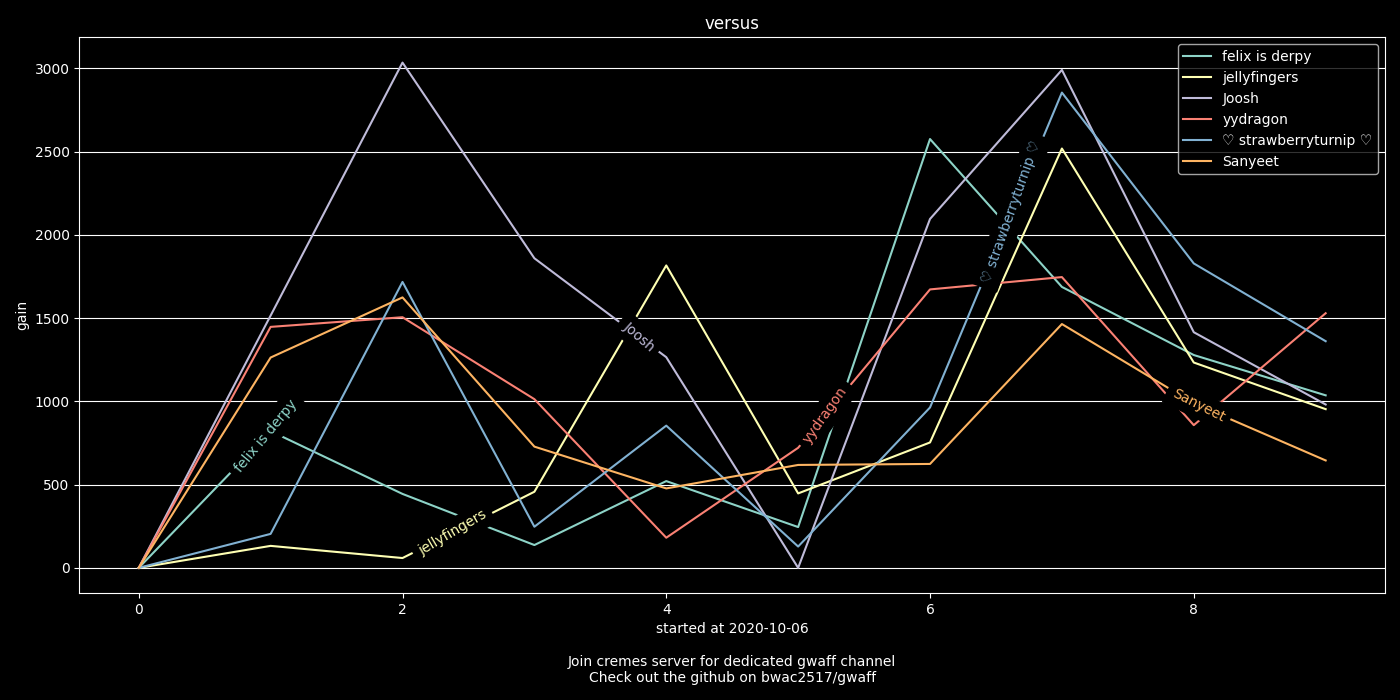 versus
3000
2500
2000
1500
1000
500
0
gain
felix is derpy
jellyfingers
Joosh
yydragon
♡ strawberryturnip ♡
Sanyeet
felix is derpy
jellyfingers
Joosh
yydragon
♡ strawberryturnip ♡
Sanyeet
0 2 4 6 8
started at 2020-10-06
Join cremes server for dedicated gwaff channel
Check out the github on bwac2517/gwaff